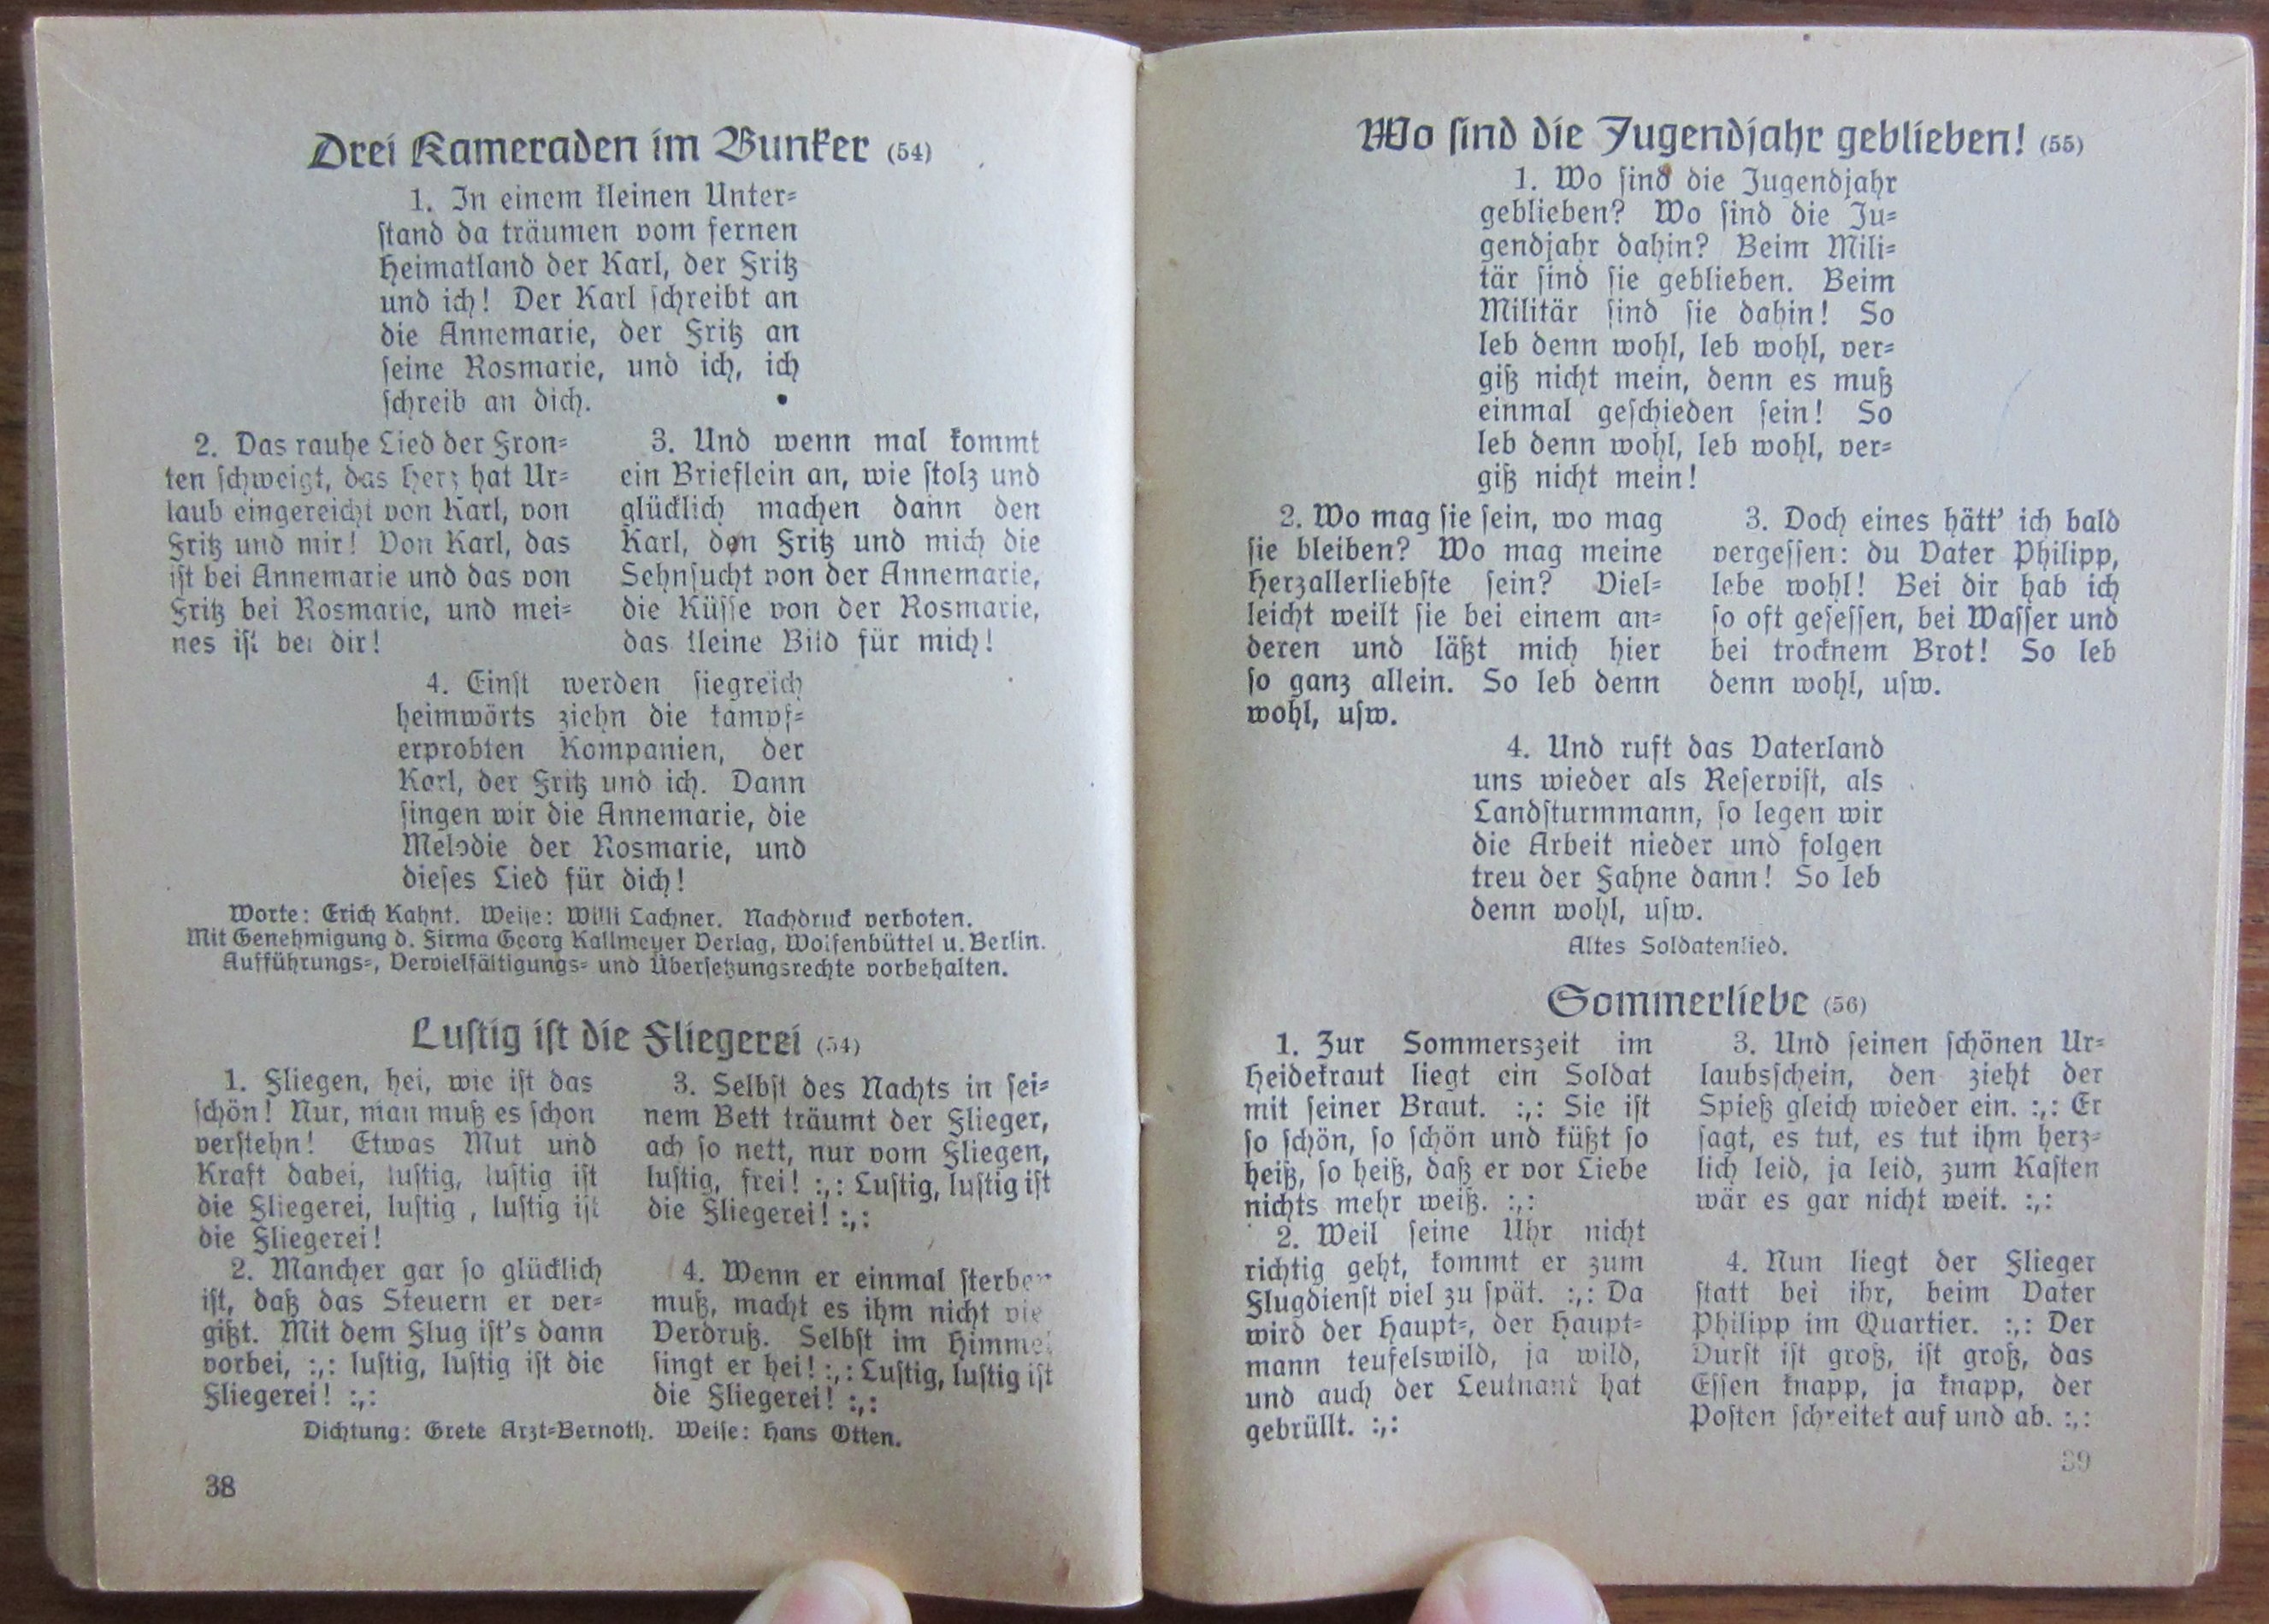 Drei Kameraden im Bunker (54)
1. In einem kleinen Unter=
ſtand da träumen vom fernen
Heimatland der Karl, der Fritz
und ich! Der Karl ſchreibt an
die Annemarie, der Fritz an
ſeine Rosmarie, und ich, ich
ſchreib an dich.
2. Das rauhe Lied der Fron=
ten ſchweigt, das Herz hat Ur=
laub eingereicht von Karl, von
Fritz und mir! Von Karl, das
iſt bei Annemarie und das von
Fritz bei Rosmarie, und mei=
nes iſt bei dir!
3. Und wenn mal kommt
ein Brieflein an, wie ſtolz und
glücklich machen dann den
Karl, den Fritz und mich die
Sehnſucht von der Annemarie,
die Küſſe von der Rosmarie,
das kleine Bild für mich!
4. Einſt werden ſiegreich
heimwörts ziehn die kampf=
erprobten Kompanien, der
Karl, der Fritz und ich. Dann
ſingen wir die Annemarie, die
Melodie der Rosmarie, und
dieſes Lied für dich!
Worte: Erich Kahnt. Weiſe: Willi Lachner. Nachdruck verboten.
Mit Genehmigung d. Firma Georg Kallmeyer Verlag, Wolfenbüttel u. Berlin.
Aufführungs=, Vervielfältigungs= und Überſetzungsrechte vorbehalten.
Luſtig iſt die Fliegerei (54)
1. Fliegen, hei, wie iſt das
ſchön! Nur, man muß es ſchon
verſtehn! Etwas Mut und
Kraft dabei, luſtig, luſtig iſt
die Fliegerei, luſtig , luſtig iſt
die Fliegerei!
2. Mancher gar ſo glücklich
iſt, daß das Steuern er ver=
gißt. Mit dem Flug iſt's dann
vorbei, :,: luſtig, luſtig iſt die
Fliegerei! :,:
3. Selbſt des Nachts in ſei=
nem Bett träumt der Flieger,
ach ſo nett, nur vom Fliegen,
luſtig, frei! :,: Luſtig, luſtig iſt
die Fliegerei! :,:
4. Wenn er einmal ſterben
muß, macht es ihm nicht vie
Verdruß. Selbſt im Himmel
ſingt er hei! :,: Luſtig, luſtig iſt
die Fliegerei! :,:
Dichtung: Grete Arzt=Bernoth. Weiſe: Hans Otten.
38
Wo ſind die Jugendjahr geblieben! (55)
1. Wo ſind die Jugendjahr
geblieben? Wo ſind die Ju=
gendjahr dahin? Beim Mili=
tär ſind ſie geblieben. Beim
Militär ſind ſie dahin! So
leb denn wohl, leb wohl, ver=
giß nicht mein, denn es muß
einmal geſchieden ſein! So
leb denn wohl, leb wohl, ver=
giß nicht mein!
2. Wo mag ſie ſein, wo mag
ſie bleiben? Wo mag meine
Herzallerliebſte ſein? Viel=
leicht weilt ſie bei einem an=
deren und läßt mich hier
ſo ganz allein. So leb denn
wohl, uſw.
3. Doch eines hätt' ich bald
vergeſſen: du Vater Philipp,
lebe wohl! Bei dir hab ich
ſo oft geſeſſen, bei Waſſer und
bei trocknem Brot! So leb
denn wohl, uſw.
4. Und ruft das Vaterland
uns wieder als Reſerviſt, als
Landſturmmann, ſo legen wir
die Arbeit nieder und folgen
treu der Fahne dann! So leb
denn wohl, uſw.
Altes Soldatenlied.
Sommerliebe (56)
1. Zur Sommerszeit im
Heidekraut liegt ein Soldat
mit ſeiner Braut. :,: Sie iſt
ſo ſchön, ſo ſchön und küßt ſo
heiß, ſo heiß, daß er vor Liebe
nichts mehr weiß. :,:
2. Weil ſeine Uhr nicht
richtig geht, kommt er zum
Flugdienſt viel zu ſpät. :,: Da
wird der Haupt=, der Haupt=
mann teufelswild, ja wild,
und auch der Leutnant hat
gebrüllt. :,:
3. Und ſeinen ſchönen Ur=
laubsſchein, den zieht der
Spieß gleich wieder ein. :,: Er
ſagt, es tut, es tut ihm herz=
lich leid, ja leid, zum Kaſten
wär es gar nicht weit. :,:
4. Nun liegt der Flieger
ſtatt bei ihr, beim Vater
Philipp im Quartier. :,: Der
Durſt iſt groß, iſt groß, das
Eſſen knapp, ja knapp, der
Poſten ſchreitet auf und ab. :,:
39